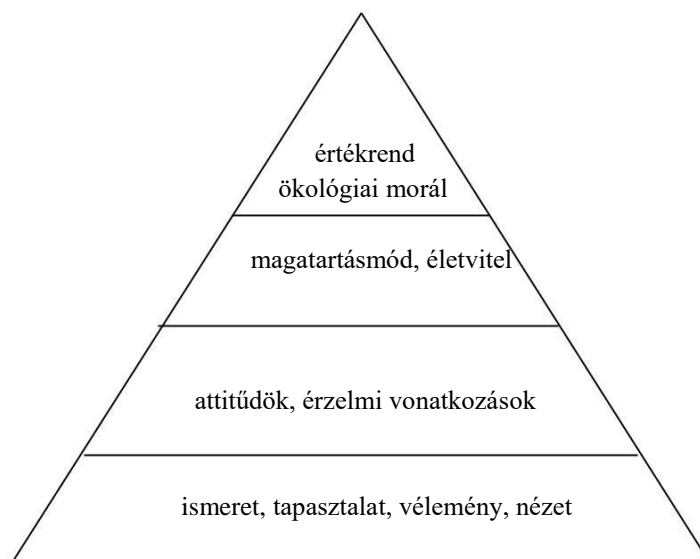 értékrend
ökológiai morál
magatartásmód, életvitel
attitűdök, érzelmi vonatkozások
ismeret, tapasztalat, vélemény, nézet